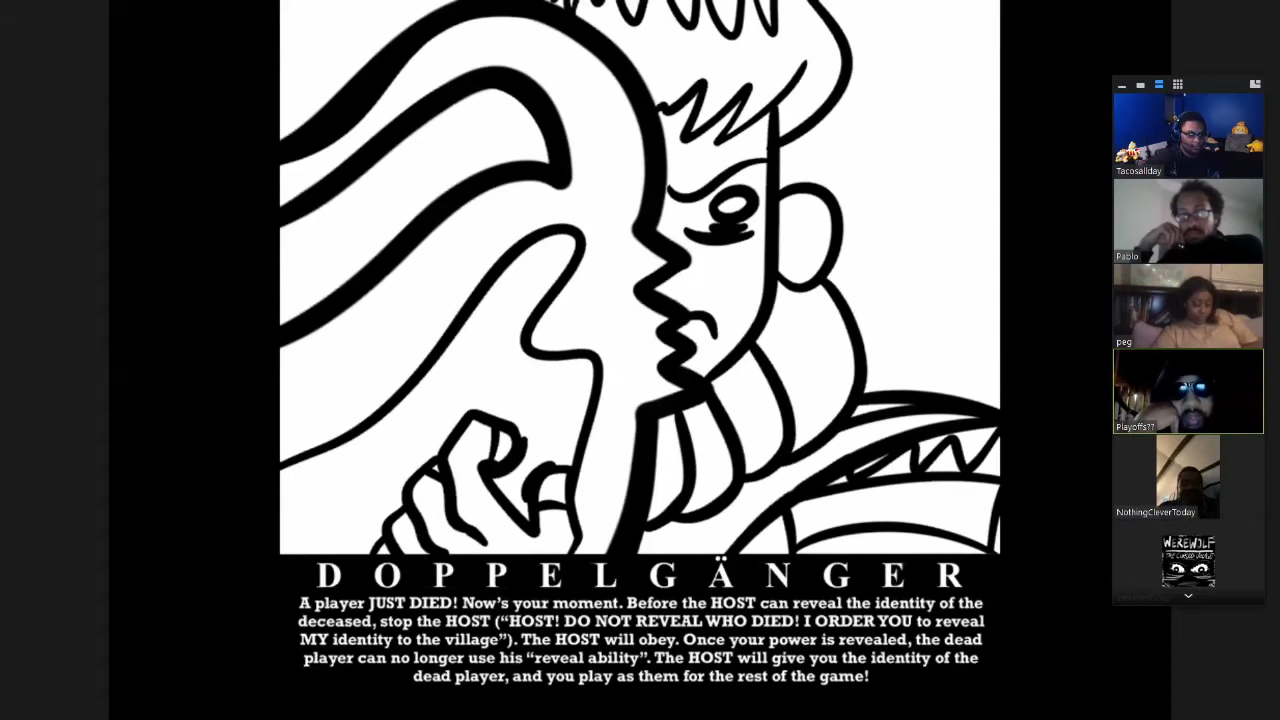 D O P P E L G Ä N G E R
A player JUST DIED! Now's your moment. Before the HOST can reveal the identity of the
deceased, stop the HOST ("HOST! DO NOT REVEAL WHO DIED! I ORDER YOU to reveal
MY identity to the village"). The HOST will obey. Once your power is revealed, the dead
player can no longer use his "reveal ability". The HOST will give you the identity of the
dead player, and you play as them for the rest of the game!
Tacosallday
Pablo
peg
Playoffs??
NothingCleverToday
WEREWOLF
THE CURSED VILLAGE